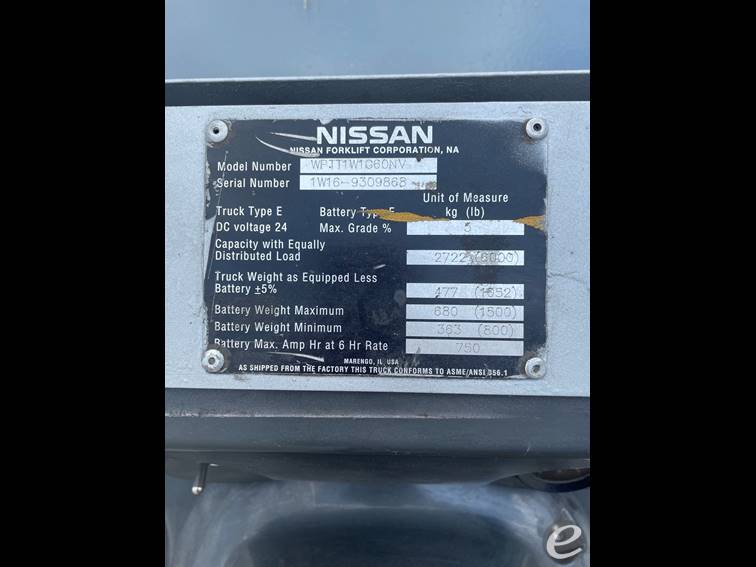 NISSAN
NISSAN FORKLIFT CORPORATION, NA
Model Number
Serial Number 1W16-9309868
Unit of Measure
Truck Type E Battery Type E kg (lb)
DC voltage 24 Max. Grade % 5
Capacity with Equally
Distributed Load 2722 (6000)
Truck Weight as Equipped Less
Battery ±5% 477 (1052)
Battery Weight Maximum 680 (1500)
Battery Weight Minimum 363 (800)
Battery Max. Amp Hr at 6 Hr Rate 750
MARENGO, IL USA
AS SHIPPED FROM THE FACTORY THIS TRUCK CONFORMS TO ASME/ANSI B56.1
e